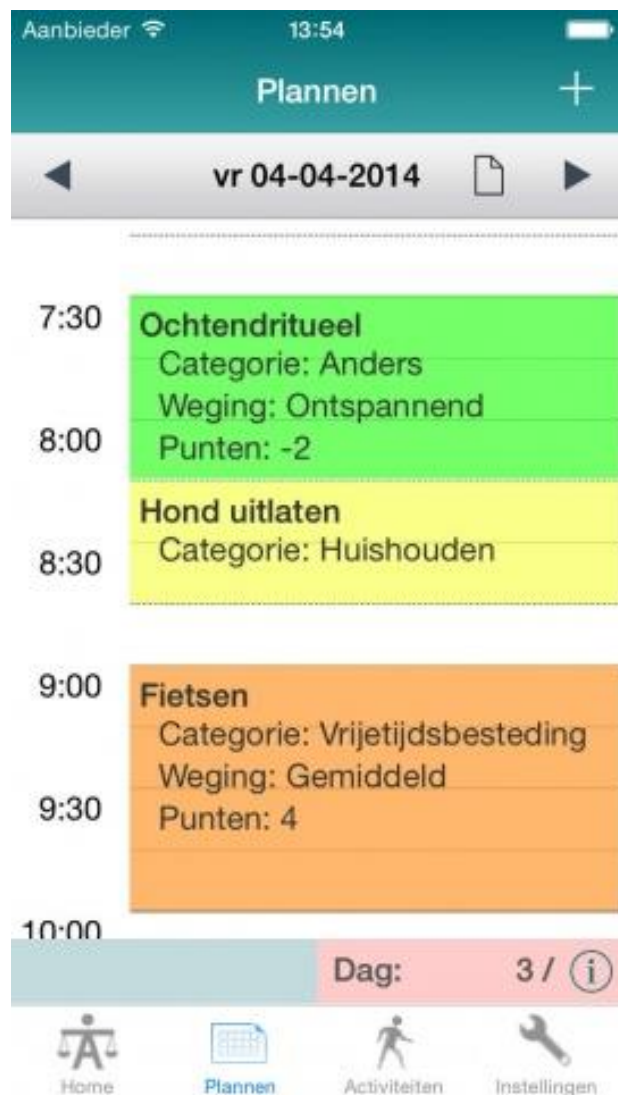 Aanbieder 13:54
Plannen +
vr 04-04-2014
7:30
Ochtendritueel
Categorie: Anders
Weging: Ontspannend
8:00
Punten: -2
Hond uitlaten
Categorie: Huishouden
8:30
9:00
Fietsen
Categorie: Vrijetijdsbesteding
Weging: Gemiddeld
9:30
Punten: 4
10:00
Dag: 3 / i
Home Plannen Activiteiten Instellingen